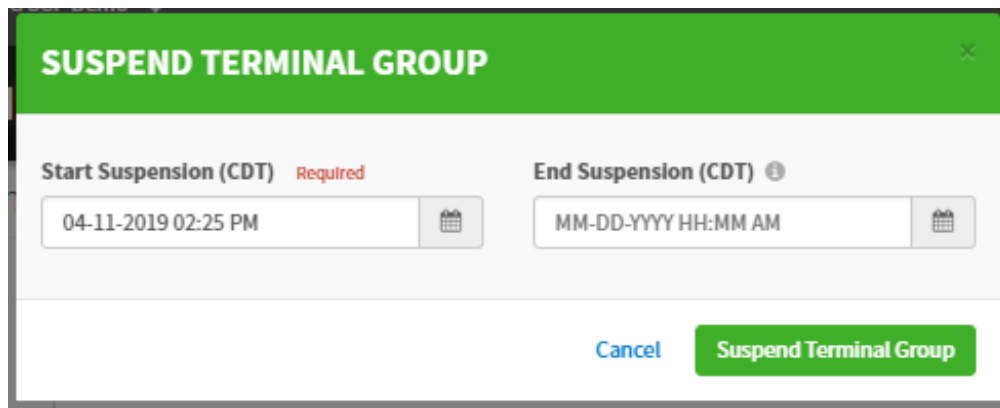 SUSPEND TERMINAL GROUP
×
Start Suspension (CDT) Required
End Suspension (CDT)
04-11-2019 02:25 PM
MM-DD-YYYY HH:MM AM
Cancel
Suspend Terminal Group